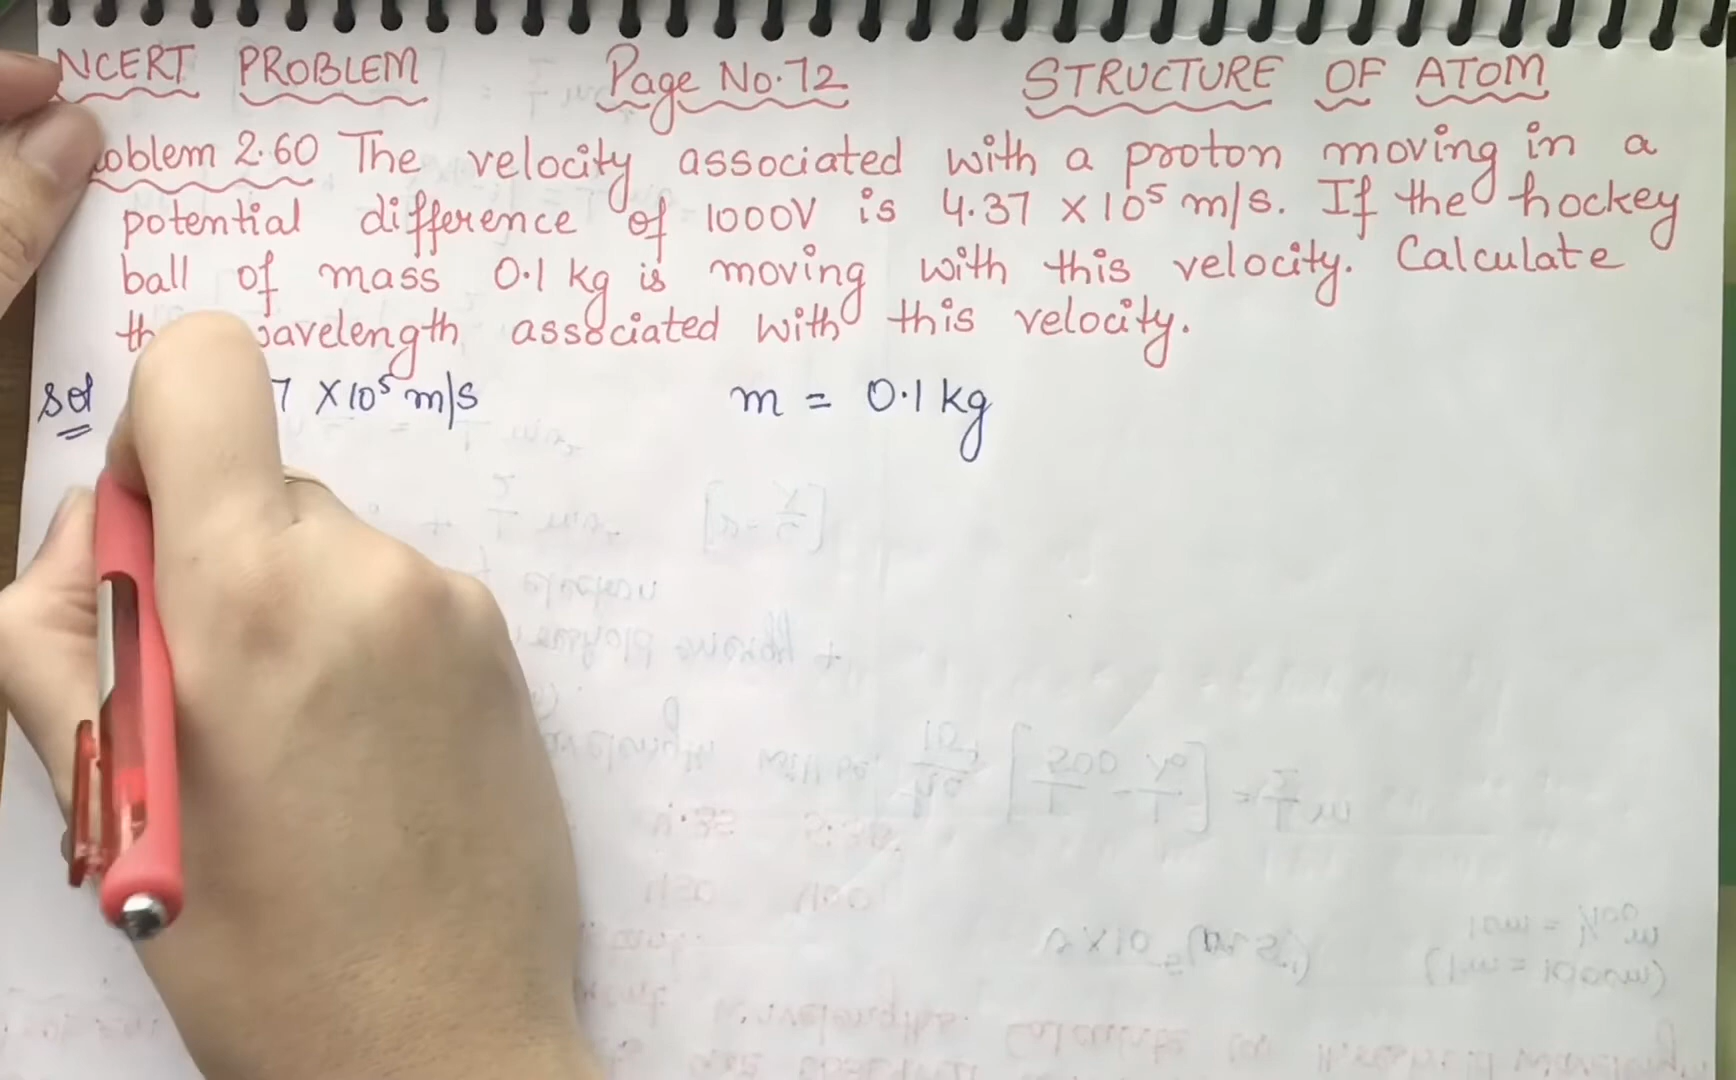 NCERT PROBLEM Page No.72 STRUCTURE OF ATOM
oblem 2.60 The velocity associated with a proton moving in a
potential difference of 1000V is 4.37 × 10⁵ m/s. If the hockey
ball of mass 0.1 kg is moving with this velocity. Calculate
th wavelength associated with this velocity.
Sol 7 × 10⁵ m/s m = 0.1 kg